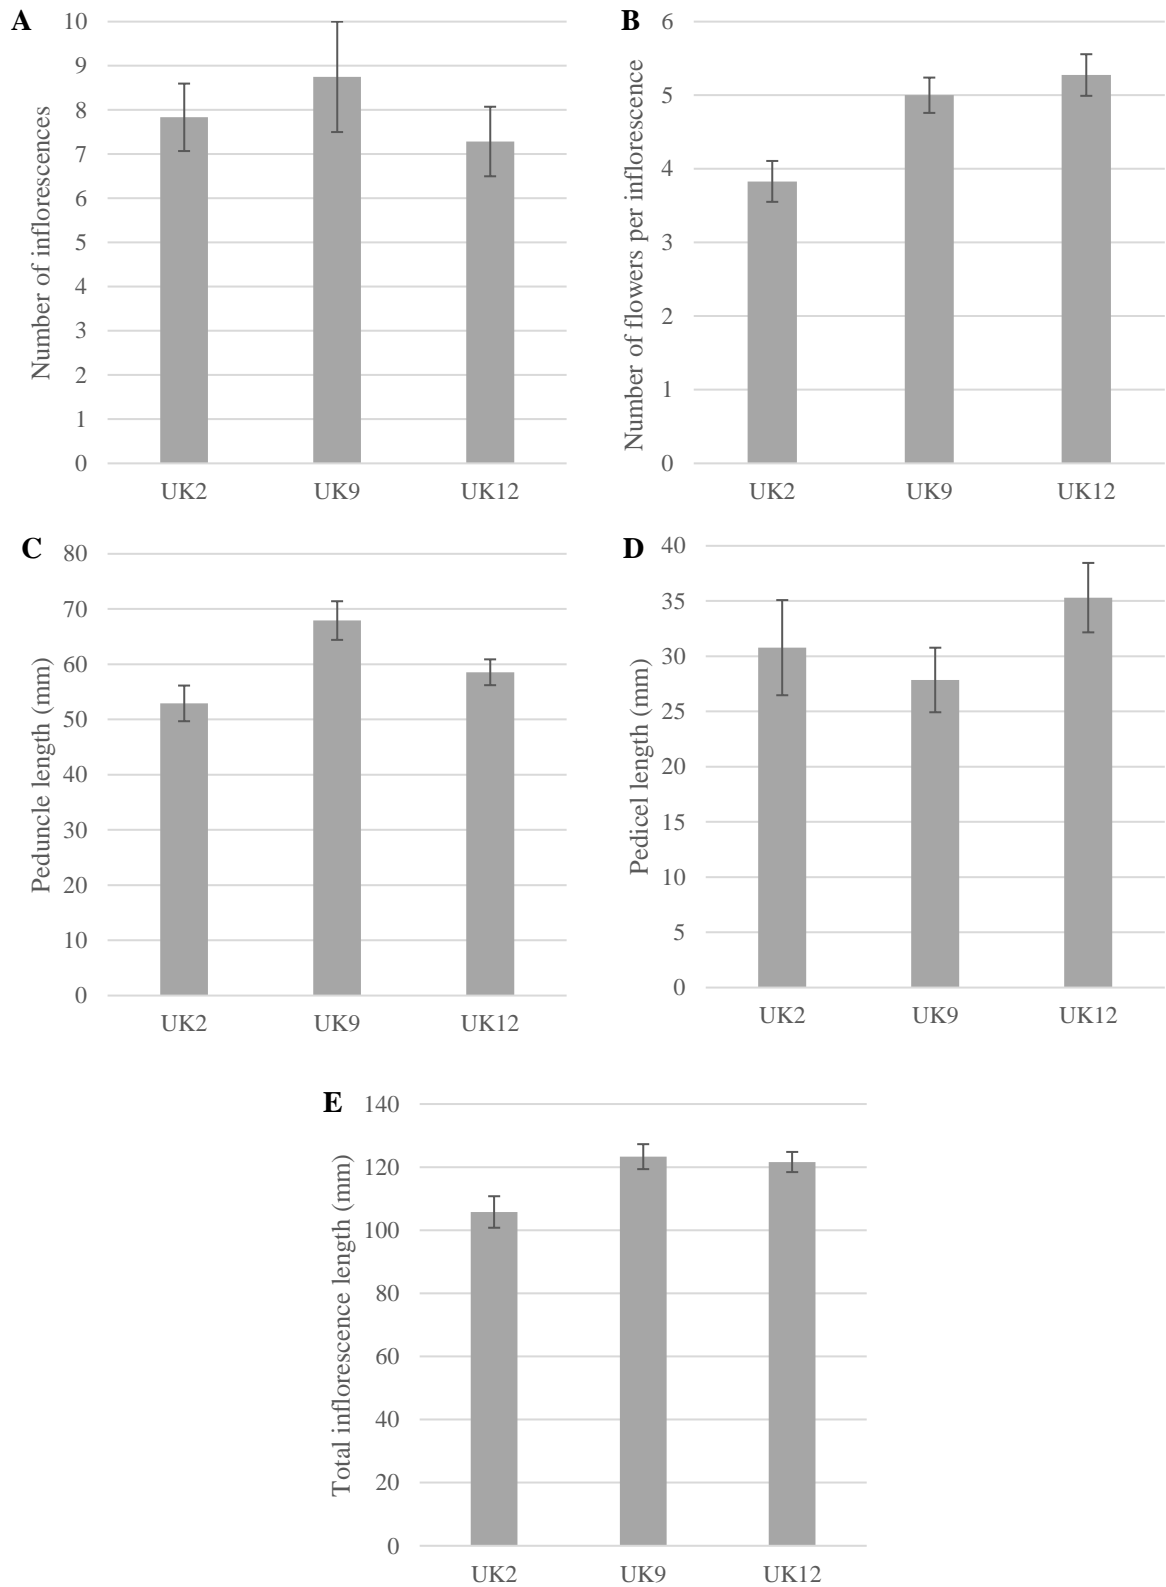 A
Number of inflorescences
10
9
8
7
6
5
4
3
2
1
0
UK2 UK9 UK12
B
Number of flowers per inflorescence
6
5
4
3
2
1
0
UK2 UK9 UK12
C
Peduncle length (mm)
80
70
60
50
40
30
20
10
0
UK2 UK9 UK12
D
Pedicel length (mm)
40
35
30
25
20
15
10
5
0
UK2 UK9 UK12
E
Total inflorescence length (mm)
140
120
100
80
60
40
20
0
UK2 UK9 UK12